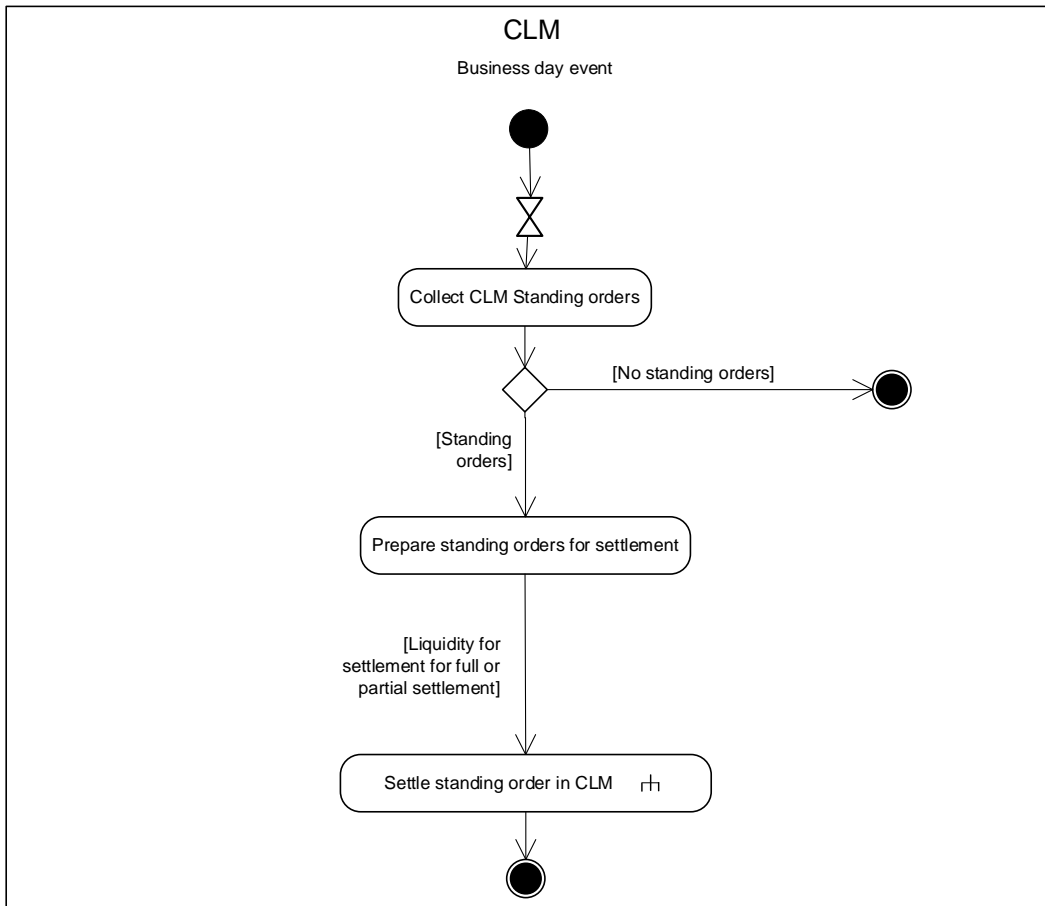 CLM
Business day event
Collect CLM Standing orders
[No standing orders]
[Standing
orders]
Prepare standing orders for settlement
[Liquidity for
settlement for full or
partial settlement]
Settle standing order in CLM